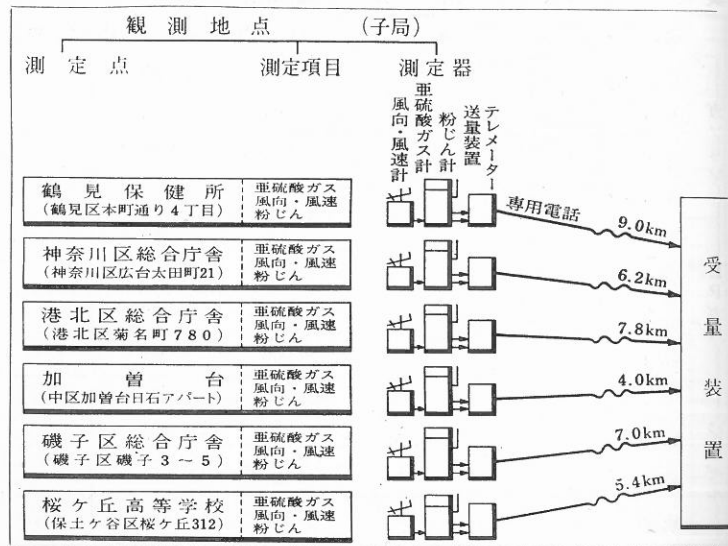 観測地点 (子局)
測定点 測定項目 測定器
風向・風速計
亜硫酸ガス計
粉じん計
テレメーター送量装置
鶴見保健所
(鶴見区本町通り4丁目)
亜硫酸ガス
風向・風速
粉じん
専用電話 9.0km
神奈川区総合庁舎
(神奈川区広台太田町21)
亜硫酸ガス
風向・風速
粉じん
6.2km
港北区総合庁舎
(港北区菊名町780)
亜硫酸ガス
風向・風速
粉じん
7.8km
加曽台
(中区加曽台日石アパート)
亜硫酸ガス
風向・風速
粉じん
4.0km
磯子区総合庁舎
(磯子区磯子3〜5)
亜硫酸ガス
風向・風速
粉じん
7.0km
桜ケ丘高等学校
(保土ケ谷区桜ケ丘312)
亜硫酸ガス
風向・風速
粉じん
5.4km
受量装置